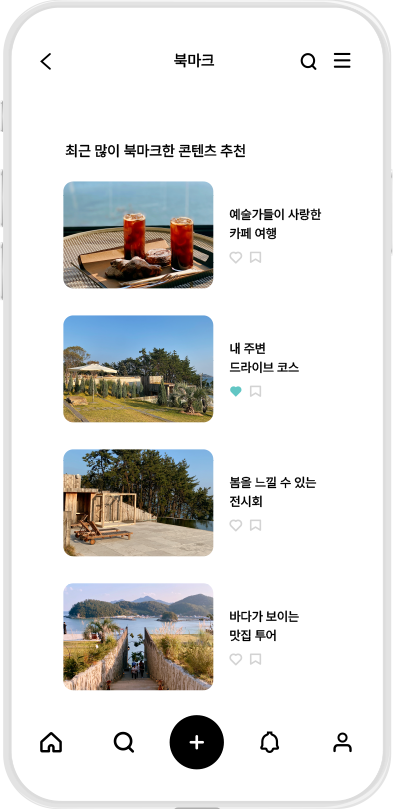 북마크
최근 많이 북마크한 콘텐츠 추천
예술가들이 사랑한
카페 여행
내 주변
드라이브 코스
봄을 느낄 수 있는
전시회
바다가 보이는
맛집 투어